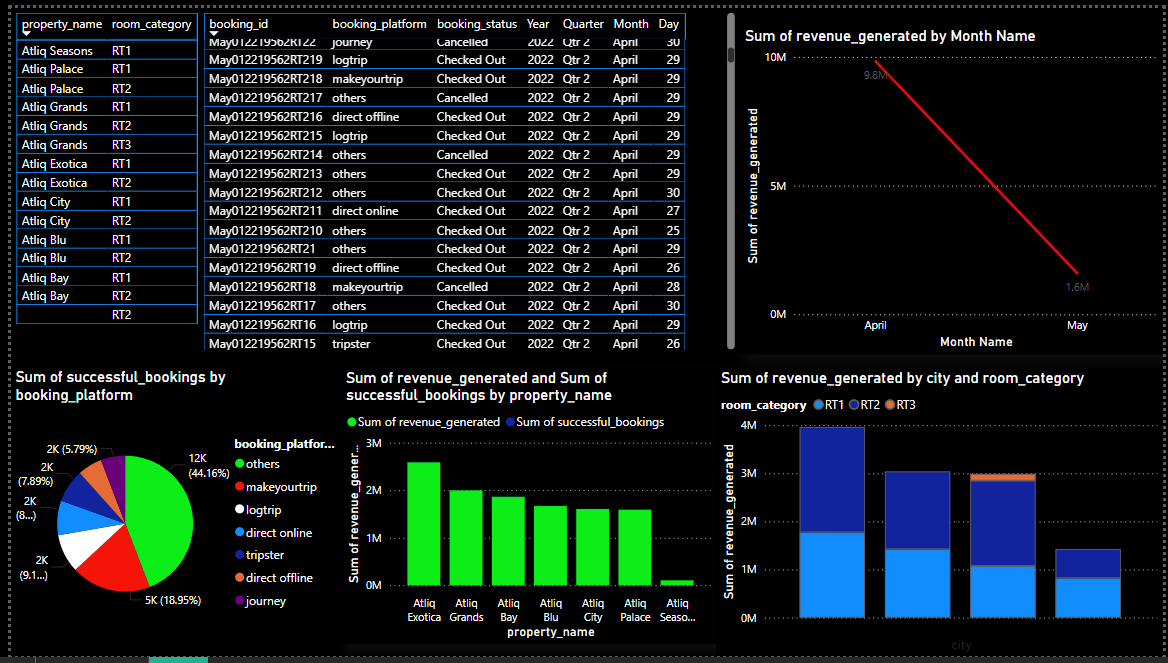 property_name room_category
Atliq Seasons RT1
Atliq Palace RT1
Atliq Palace RT2
Atliq Grands RT1
Atliq Grands RT2
Atliq Grands RT3
Atliq Exotica RT1
Atliq Exotica RT2
Atliq City RT1
Atliq City RT2
Atliq Blu RT1
Atliq Blu RT2
Atliq Bay RT1
Atliq Bay RT2
RT2
booking_id booking_platform booking_status Year Quarter Month Day
May012219562RT22 journey Cancelled 2022 Qtr 2 April 30
May012219562RT219 logtrip Checked Out 2022 Qtr 2 April 29
May012219562RT218 makeyourtrip Checked Out 2022 Qtr 2 April 29
May012219562RT217 others Cancelled 2022 Qtr 2 April 29
May012219562RT216 direct offline Checked Out 2022 Qtr 2 April 29
May012219562RT215 logtrip Checked Out 2022 Qtr 2 April 29
May012219562RT214 others Cancelled 2022 Qtr 2 April 29
May012219562RT213 others Checked Out 2022 Qtr 2 April 29
May012219562RT212 others Checked Out 2022 Qtr 2 April 30
May012219562RT211 direct online Checked Out 2022 Qtr 2 April 27
May012219562RT210 others Checked Out 2022 Qtr 2 April 25
May012219562RT21 others Checked Out 2022 Qtr 2 April 29
May012219562RT19 direct offline Checked Out 2022 Qtr 2 April 26
May012219562RT18 makeyourtrip Cancelled 2022 Qtr 2 April 28
May012219562RT17 others Checked Out 2022 Qtr 2 April 30
May012219562RT16 logtrip Checked Out 2022 Qtr 2 April 29
May012219562RT15 tripster Checked Out 2022 Qtr 2 April 26
Sum of revenue_generated by Month Name
Sum of revenue_generated
10M
5M
0M
9.8M
1.6M
April May
Month Name
Sum of successful_bookings by
booking_platform
12K
(44.16%)
5K (18.95%)
2K
(9.1...)
2K
(8...)
2K
(7.89%)
2K (5.79%)
booking_platfor...
others
makeyourtrip
logtrip
direct online
tripster
direct offline
journey
Sum of revenue_generated and Sum of
successful_bookings by property_name
Sum of revenue_generated Sum of successful_bookings
Sum of revenue_gener...
3M
2M
1M
0M
Atliq Exotica
Atliq Grands
Atliq Bay
Atliq Blu
Atliq City
Atliq Palace
Atliq Seaso...
property_name
Sum of revenue_generated by city and room_category
room_category RT1 RT2 RT3
Sum of revenue_generated
4M
3M
2M
1M
0M
city